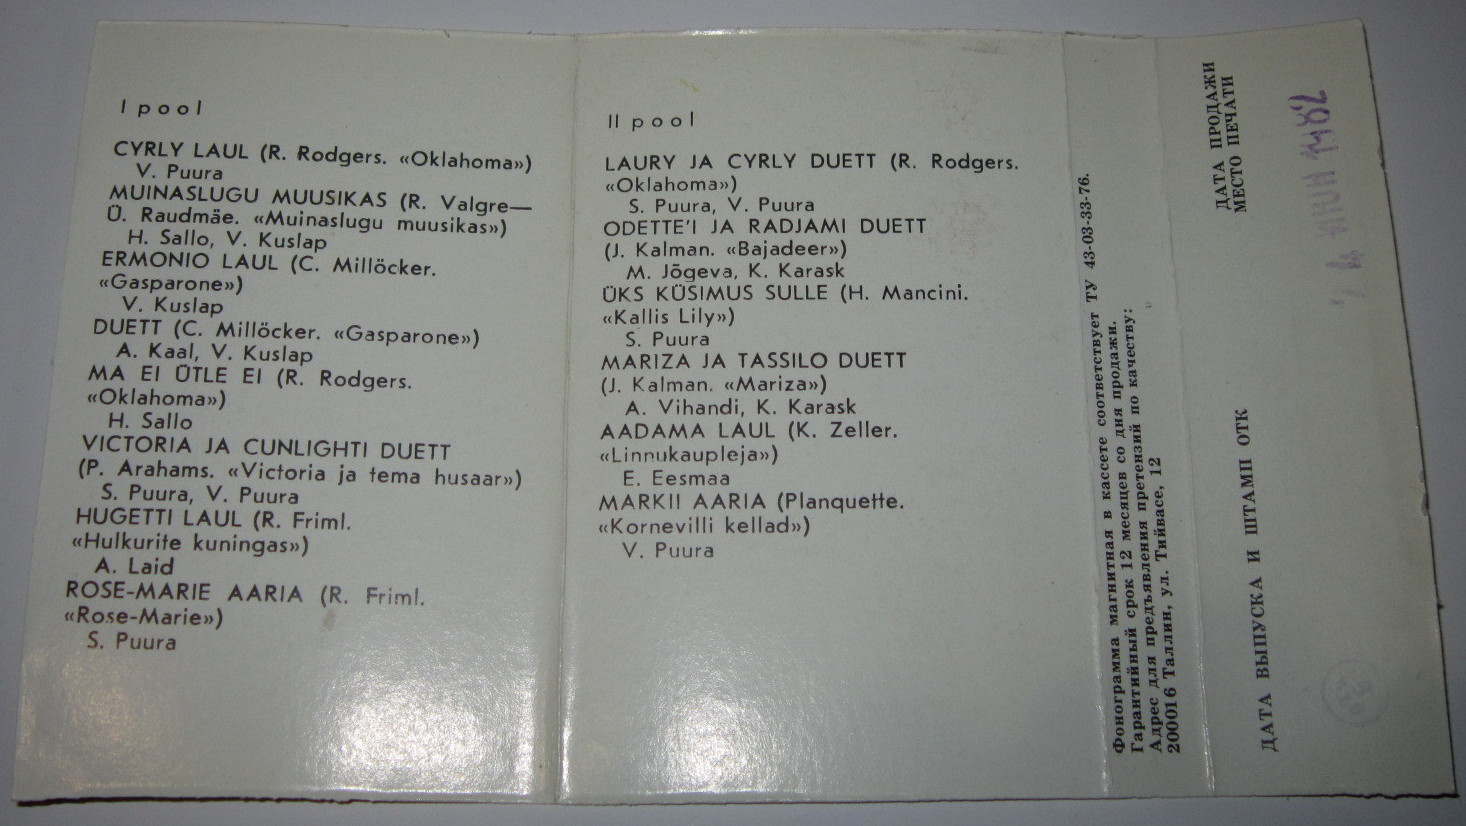 I pool
CYRLY LAUL (R. Rodgers. «Oklahoma»)
V. Puura
MUINASLUGU MUUSIKAS (R. Valgre—
Ü. Raudmäe. «Muinaslugu muusikas»)
H. Sallo, V. Kuslap
ERMONIO LAUL (C. Millöcker.
«Gasparone»)
V. Kuslap
DUETT (C. Millöcker. «Gasparone»)
A. Kaal, V. Kuslap
MA EI ÜTLE EI (R. Rodgers.
«Oklahoma»)
H. Sallo
VICTORIA JA CUNLIGHTI DUETT
(P. Arahams. «Victoria ja tema husaar»)
S. Puura, V. Puura
HUGETTI LAUL (R. Friml.
«Hulkurite kuningas»)
A. Laid
ROSE-MARIE AARIA (R. Friml.
«Rose-Marie»)
S. Puura
II pool
LAURY JA CYRLY DUETT (R. Rodgers.
«Oklahoma»)
S. Puura, V. Puura
ODETTE'I JA RADJAMI DUETT
(J. Kalman. «Bajadeer»)
M. Jõgeva, K. Karask
ÜKS KÜSIMUS SULLE (H. Mancini.
«Kallis Lily»)
S. Puura
MARIZA JA TASSILO DUETT
(J. Kalman. «Mariza»)
A. Vihandi, K. Karask
AADAMA LAUL (K. Zeller.
«Linnukaupleja»)
E. Eesmaa
MARKII AARIA (Planquette.
«Kornevilli kellad»)
V. Puura
Фонограмма магнитная в кассете соответствует ТУ 43-03-33-76.
Гарантийный срок 12 месяцев со дня продажи.
Адрес для предъявления претензий по качеству:
200016 Таллин, ул. Тийвасе, 12
ДАТА ПРОДАЖИ
МЕСТО ПЕЧАТИ
ДАТА ВЫПУСКА И ШТАМП ОТК
1982